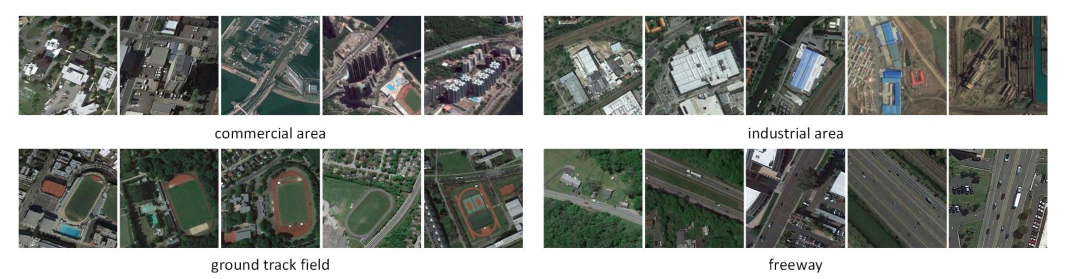 commercial area
industrial area
ground track field
freeway